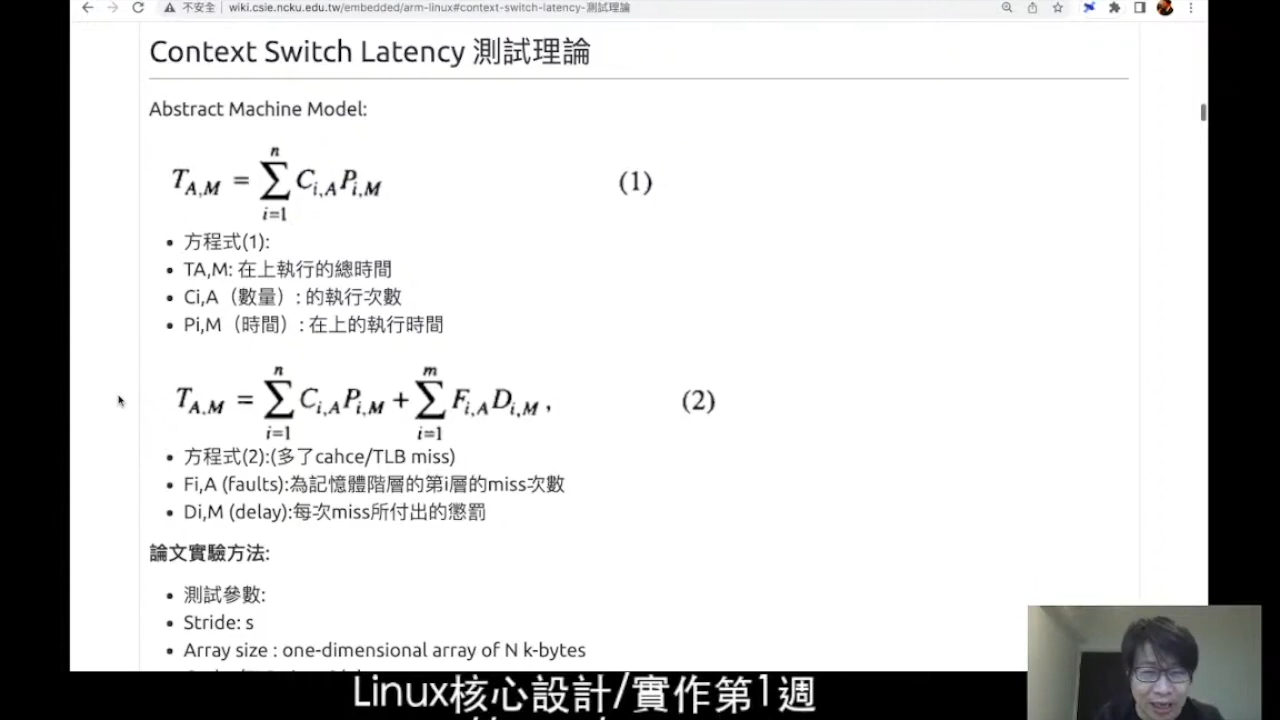 不安全 wiki.csie.ncku.edu.tw/embedded/arm-linux#context-switch-latency-測試理論
Context Switch Latency 測試理論
Abstract Machine Model:
T_{A,M} = \sum_{i=1}^{n} C_{i,A} P_{i,M} (1)
方程式(1):
TA,M: 在上執行的總時間
Ci,A（數量）: 的執行次數
Pi,M（時間）: 在上的執行時間
T_{A,M} = \sum_{i=1}^{n} C_{i,A} P_{i,M} + \sum_{i=1}^{m} F_{i,A} D_{i,M} , (2)
方程式(2):(多了cahce/TLB miss)
Fi,A (faults):為記憶體階層的第i層的miss次數
Di,M (delay):每次miss所付出的懲罰
論文實驗方法:
測試參數:
Stride: s
Array size : one-dimensional array of N k-bytes
Linux核心設計/實作第1週